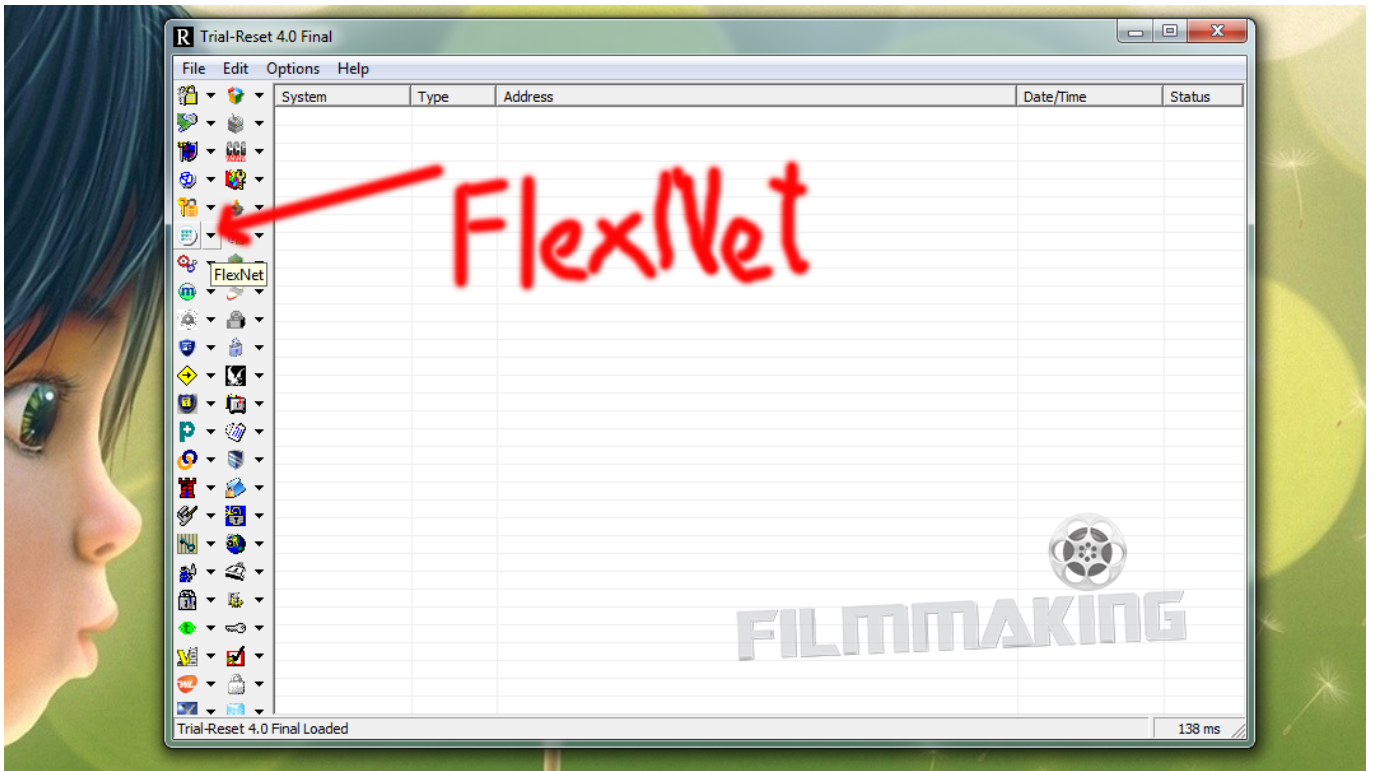 Trial-Reset 4.0 Final
File Edit Options Help
System Type Address Date/Time Status
FlexNet
FlexNet
FILMMAKING
Trial-Reset 4.0 Final Loaded 138 ms